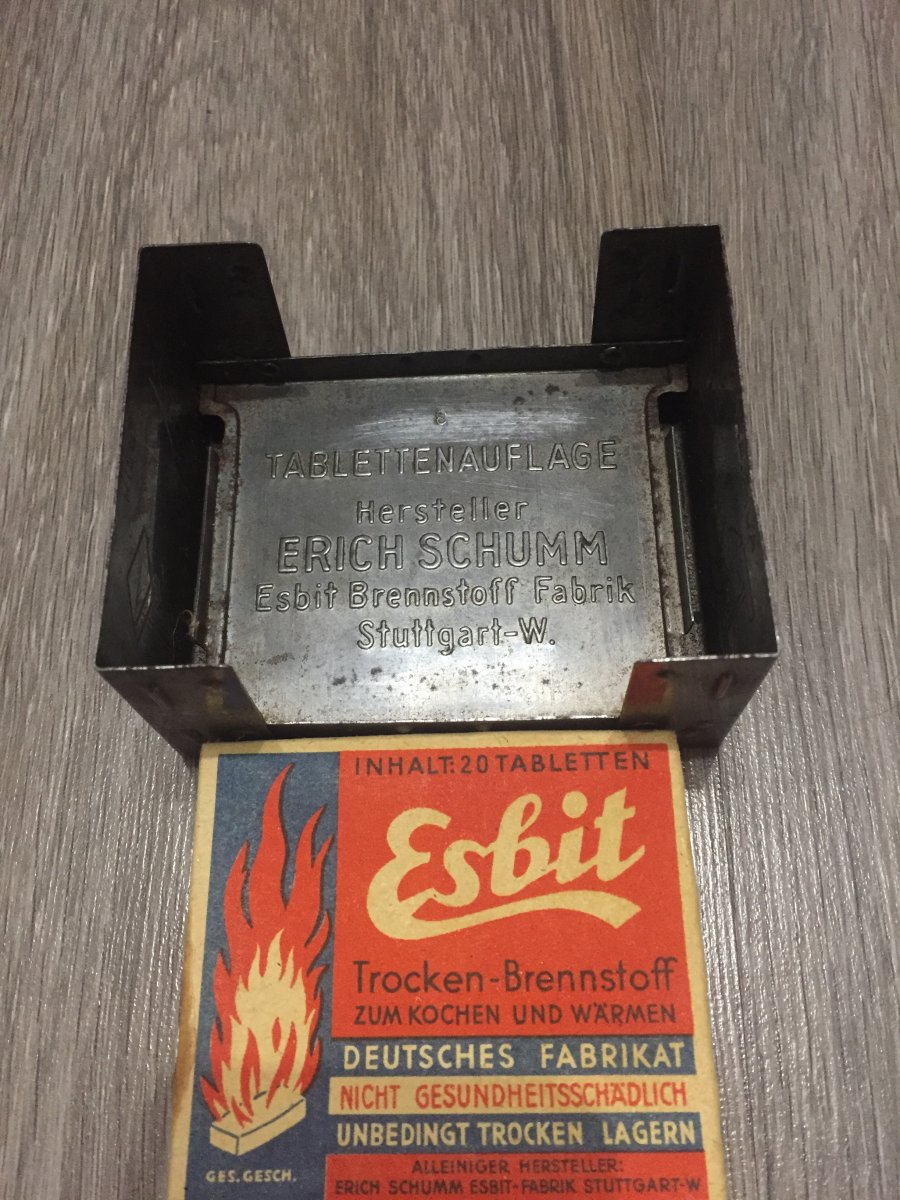 8
TABLETTENAUFLAGE
Hersteller
ERICH SCHUMM
Esbit Brennstoff Fabrik
Stuttgart-W.
INHALT: 20 TABLETTEN
Esbit
Trocken-Brennstoff
ZUM KOCHEN UND WÄRMEN
DEUTSCHES FABRIKAT
NICHT GESUNDHEITSSCHÄDLICH
UNBEDINGT TROCKEN LAGERN
GES. GESCH.
ALLEINIGER HERSTELLER:
ERICH SCHUMM ESBIT-FABRIK STUTTGART-W